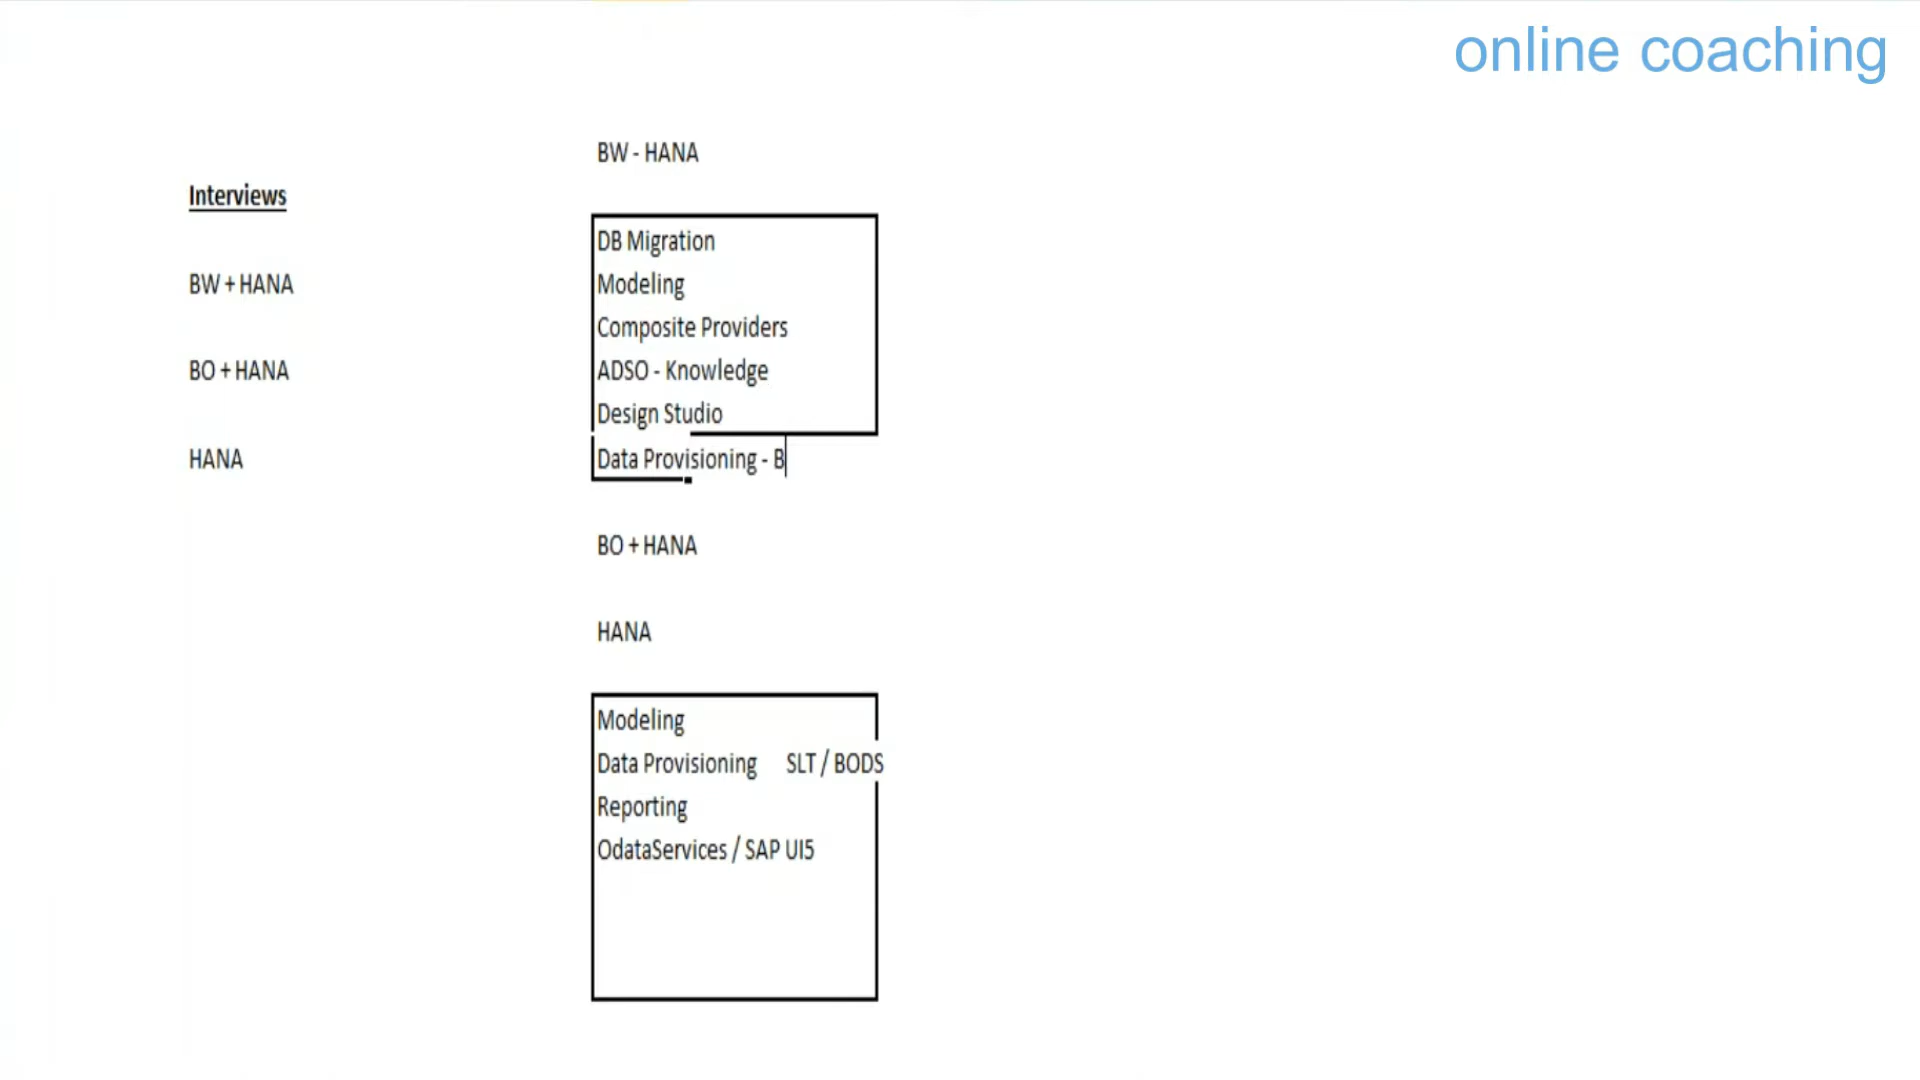 online coaching
Interviews
BW + HANA
BO + HANA
HANA
BW - HANA
DB Migration
Modeling
Composite Providers
ADSO - Knowledge
Design Studio
Data Provisioning - B
BO + HANA
HANA
Modeling
Data Provisioning SLT / BODS
Reporting
OdataServices / SAP UI5